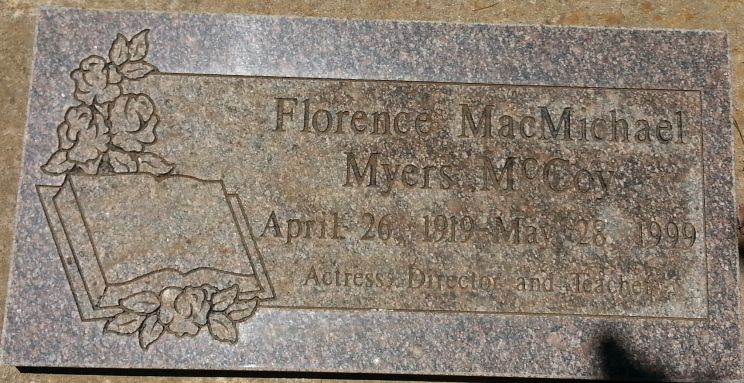 Florence MacMichael
Myers McCoy
April 26, 1919-May 28, 1999
Actress, Director and Teacher